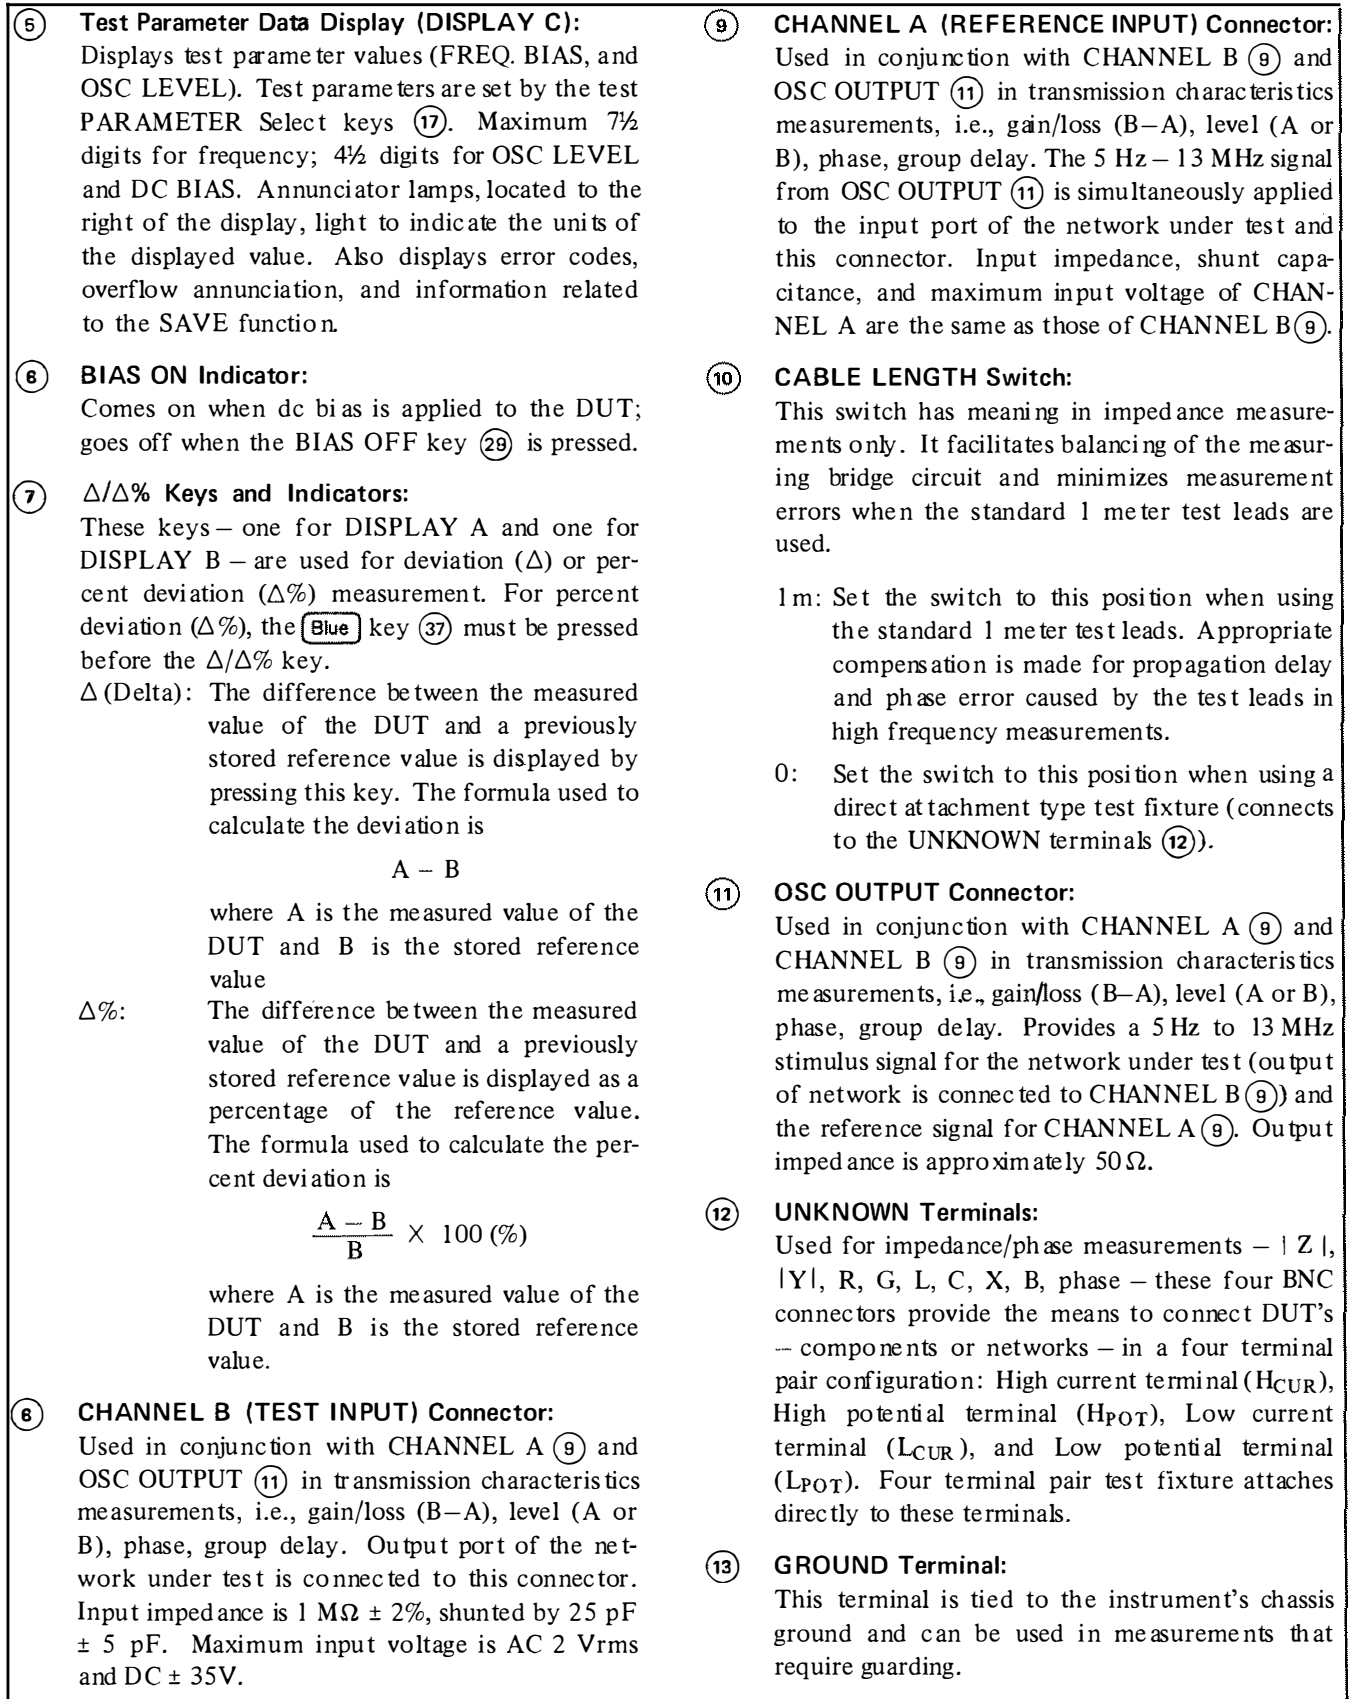 ⑤ Test Parameter Data Display (DISPLAY C):
Displays test parameter values (FREQ. BIAS, and
OSC LEVEL). Test parameters are set by the test
PARAMETER Select keys ⑰. Maximum 7½
digits for frequency; 4½ digits for OSC LEVEL
and DC BIAS. Annunciator lamps, located to the
right of the display, light to indicate the units of
the displayed value. Also displays error codes,
overflow annunciation, and information related
to the SAVE function.
⑥ BIAS ON Indicator:
Comes on when dc bias is applied to the DUT;
goes off when the BIAS OFF key ㉙ is pressed.
⑦ Δ/Δ% Keys and Indicators:
These keys – one for DISPLAY A and one for
DISPLAY B – are used for deviation (Δ) or per-
cent deviation (Δ%) measurement. For percent
deviation (Δ%), the Blue key ㊲ must be pressed
before the Δ/Δ% key.
Δ (Delta): The difference between the measured
value of the DUT and a previously
stored reference value is displayed by
pressing this key. The formula used to
calculate the deviation is
A – B
where A is the measured value of the
DUT and B is the stored reference
value
Δ%: The difference between the measured
value of the DUT and a previously
stored reference value is displayed as a
percentage of the reference value.
The formula used to calculate the per-
cent deviation is
A – B
B × 100 (%)
where A is the measured value of the
DUT and B is the stored reference
value.
⑥ CHANNEL B (TEST INPUT) Connector:
Used in conjunction with CHANNEL A ⑨ and
OSC OUTPUT ⑪ in transmission characteristics
measurements, i.e., gain/loss (B–A), level (A or
B), phase, group delay. Output port of the net-
work under test is connected to this connector.
Input impedance is 1 MΩ ± 2%, shunted by 25 pF
± 5 pF. Maximum input voltage is AC 2 Vrms
and DC ± 35V.
⑨ CHANNEL A (REFERENCE INPUT) Connector:
Used in conjunction with CHANNEL B ⑨ and
OSC OUTPUT ⑪ in transmission characteristics
measurements, i.e., gain/loss (B–A), level (A or
B), phase, group delay. The 5 Hz – 13 MHz signal
from OSC OUTPUT ⑪ is simultaneously applied
to the input port of the network under test and
this connector. Input impedance, shunt capa-
citance, and maximum input voltage of CHAN-
NEL A are the same as those of CHANNEL B ⑨.
⑩ CABLE LENGTH Switch:
This switch has meaning in impedance measure-
ments only. It facilitates balancing of the measur-
ing bridge circuit and minimizes measurement
errors when the standard 1 meter test leads are
used.
1m: Set the switch to this position when using
the standard 1 meter test leads. Appropriate
compensation is made for propagation delay
and phase error caused by the test leads in
high frequency measurements.
0: Set the switch to this position when using a
direct attachment type test fixture (connects
to the UNKNOWN terminals ⑫).
⑪ OSC OUTPUT Connector:
Used in conjunction with CHANNEL A ⑨ and
CHANNEL B ⑨ in transmission characteristics
measurements, i.e., gain/loss (B–A), level (A or B),
phase, group delay. Provides a 5 Hz to 13 MHz
stimulus signal for the network under test (output
of network is connected to CHANNEL B ⑨) and
the reference signal for CHANNEL A ⑨. Output
impedance is approximately 50 Ω.
⑫ UNKNOWN Terminals:
Used for impedance/phase measurements – | Z |,
|Y|, R, G, L, C, X, B, phase – these four BNC
connectors provide the means to connect DUT's
– components or networks – in a four terminal
pair configuration: High current terminal (HCUR),
High potential terminal (HPOT), Low current
terminal (LCUR), and Low potential terminal
(LPOT). Four terminal pair test fixture attaches
directly to these terminals.
⑬ GROUND Terminal:
This terminal is tied to the instrument's chassis
ground and can be used in measurements that
require guarding.